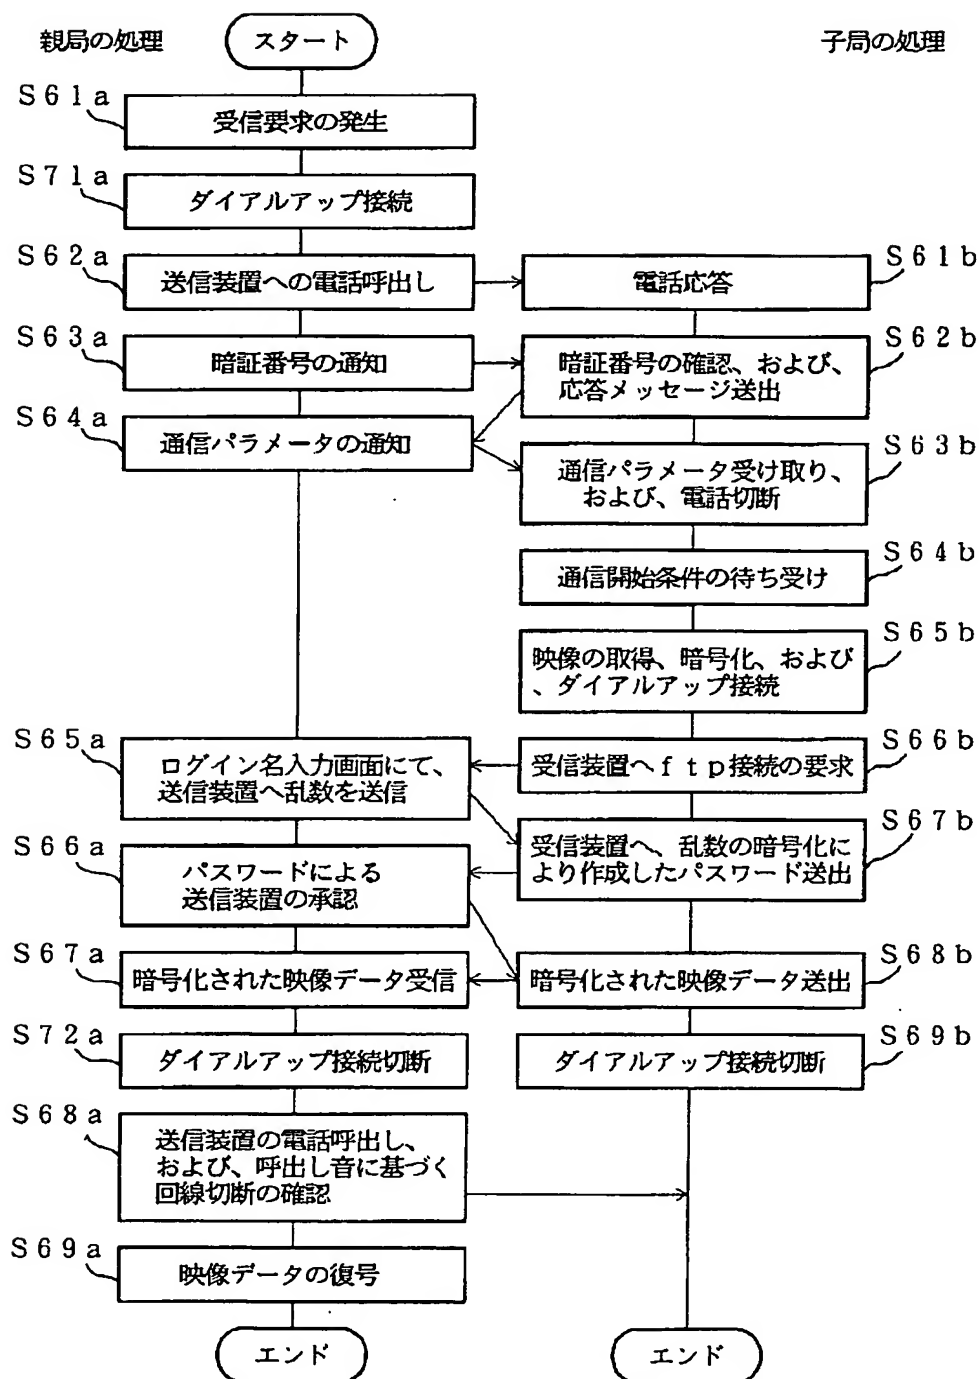 親局の処理
スタート
子局の処理
S61a
受信要求の発生
S71a
ダイアルアップ接続
S62a
送信装置への電話呼出し
S61b
電話応答
S63a
暗証番号の通知
S62b
暗証番号の確認、および、
応答メッセージ送出
S64a
通信パラメータの通知
S63b
通信パラメータ受け取り、
および、電話切断
S64b
通信開始条件の待ち受け
S65b
映像の取得、暗号化、および
、ダイアルアップ接続
S65a
ログイン名入力画面にて、
送信装置へ乱数を送信
S66b
受信装置へftp接続の要求
S67b
受信装置へ、乱数の暗号化に
より作成したパスワード送出
S66a
パスワードによる
送信装置の承認
S67a
暗号化された映像データ受信
S68b
暗号化された映像データ送出
S72a
ダイアルアップ接続切断
S69b
ダイアルアップ接続切断
S68a
送信装置の電話呼出し、
および、呼出し音に基づく
回線切断の確認
S69a
映像データの復号
エンド
エンド